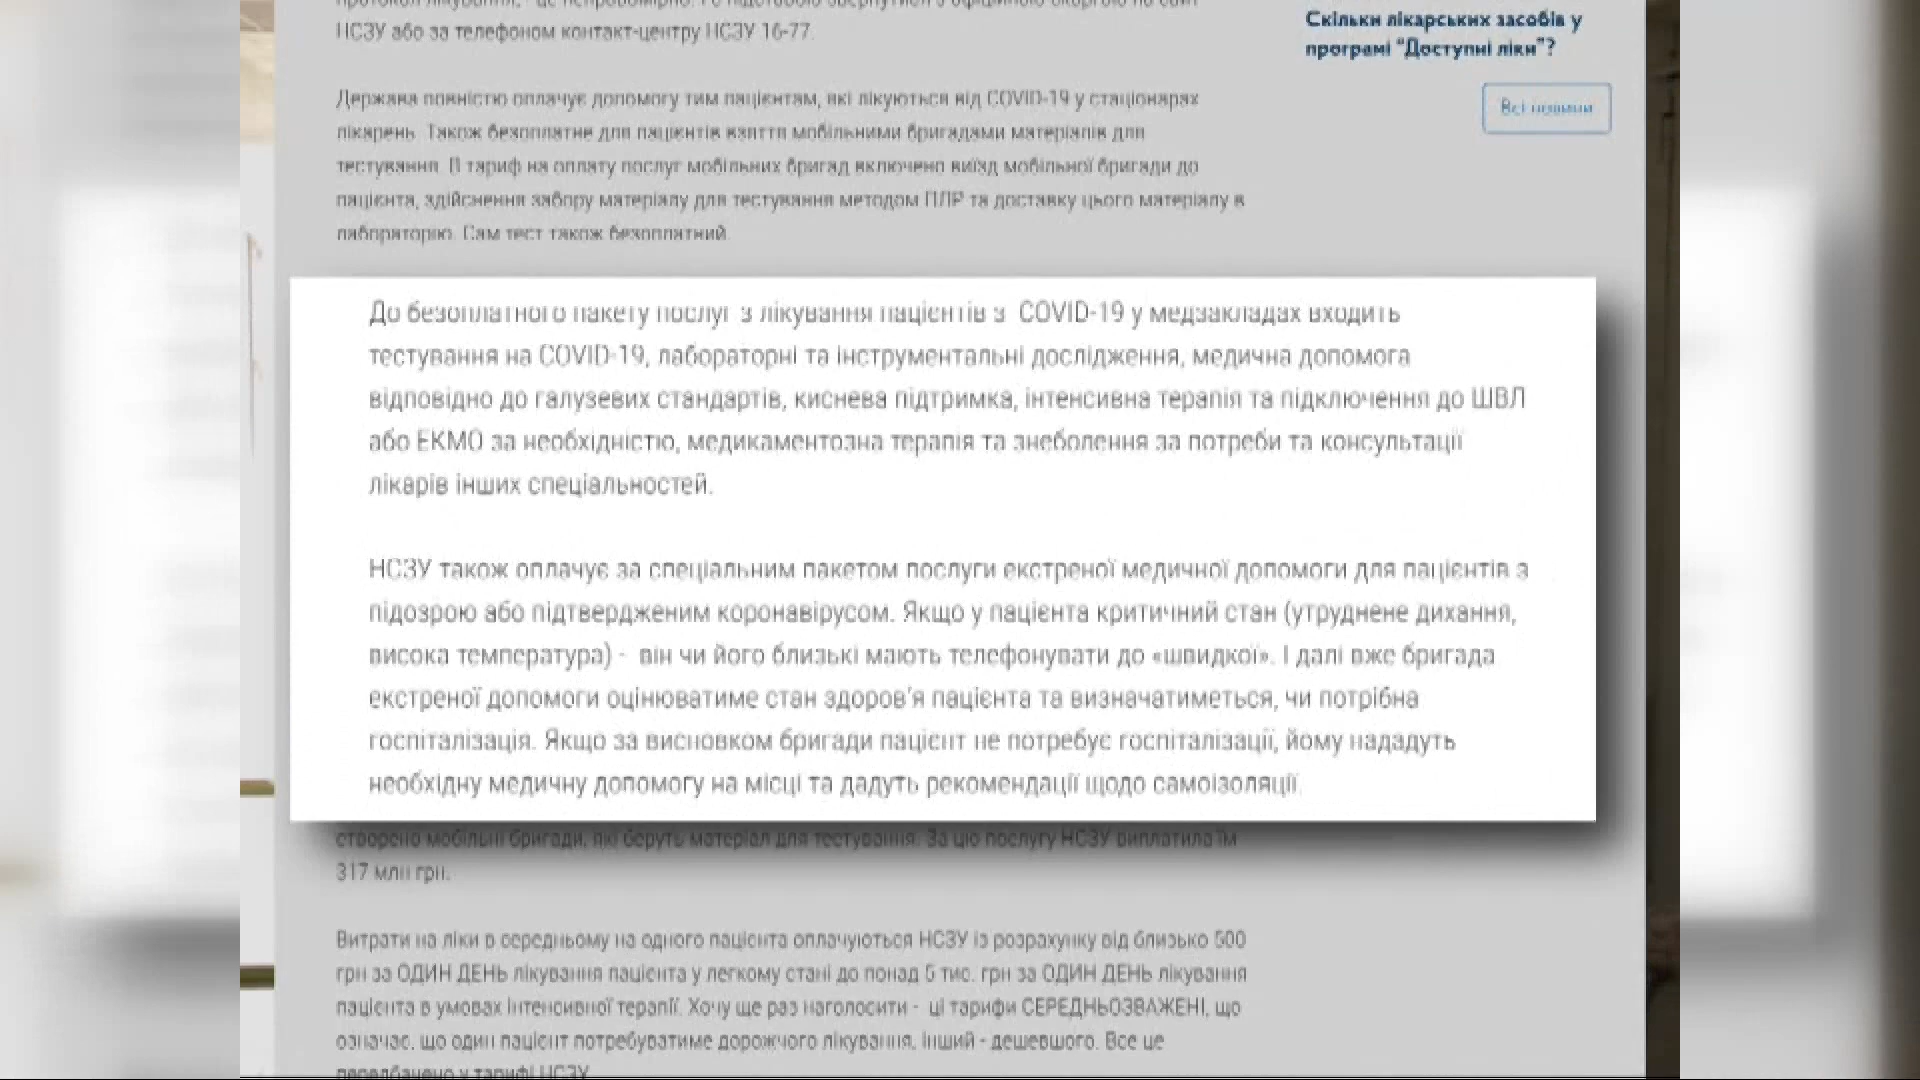 НСЗУ або за телефоном контакт-центру НСЗУ 16-77.
Держава повністю оплачує допомогу тим пацієнтам, які лікуються від COVID-19 у стаціонарах
лікарень. Також безоплатне для пацієнтів взяття мобільними бригадами матеріалів для
тестування. В тариф на оплату послуг мобільних бригад включено виїзд мобільної бригади до
пацієнта, здійснення забору матеріалу для тестування методом ПЛР та доставку цього матеріалу в
лабораторію. Сам тест також безоплатний.
Скільки лікарських засобів у
програмі "Доступні ліки"?
Всі новини
До безоплатного пакету послуг з лікування пацієнтів з COVID-19 у медзакладах входить
тестування на COVID-19, лабораторні та інструментальні дослідження, медична допомога
відповідно до галузевих стандартів, киснева підтримка, інтенсивна терапія та підключення до ШВЛ
або ЕКМО за необхідністю, медикаментозна терапія та знеболення за потреби та консультації
лікарів інших спеціальностей.
НСЗУ також оплачує за спеціальним пакетом послуги екстреної медичної допомоги для пацієнтів з
підозрою або підтвердженим коронавірусом. Якщо у пацієнта критичний стан (утруднене дихання,
висока температура) - він чи його близькі мають телефонувати до «швидкої». І далі вже бригада
екстреної допомоги оцінюватиме стан здоров'я пацієнта та визначатиметься, чи потрібна
госпіталізація. Якщо за висновком бригади пацієнт не потребує госпіталізації, йому нададуть
необхідну медичну допомогу на місці та дадуть рекомендації щодо самоізоляції.
створено мобільні бригади, які беруть матеріал для тестування. За цю послугу НСЗУ виплатила їм
317 млн грн.
Витрати на ліки в середньому на одного пацієнта оплачуються НСЗУ із розрахунку від близько 500
грн за ОДИН ДЕНЬ лікування пацієнта у легкому стані до понад 5 тис. грн за ОДИН ДЕНЬ лікування
пацієнта в умовах інтенсивної терапії. Хочу ще раз наголосити - ці тарифи СЕРЕДНЬОЗВАЖЕНІ, що
означає, що один пацієнт потребуватиме дорожчого лікування, інший - дешевшого. Все це
передбачено у тарифі НСЗУ